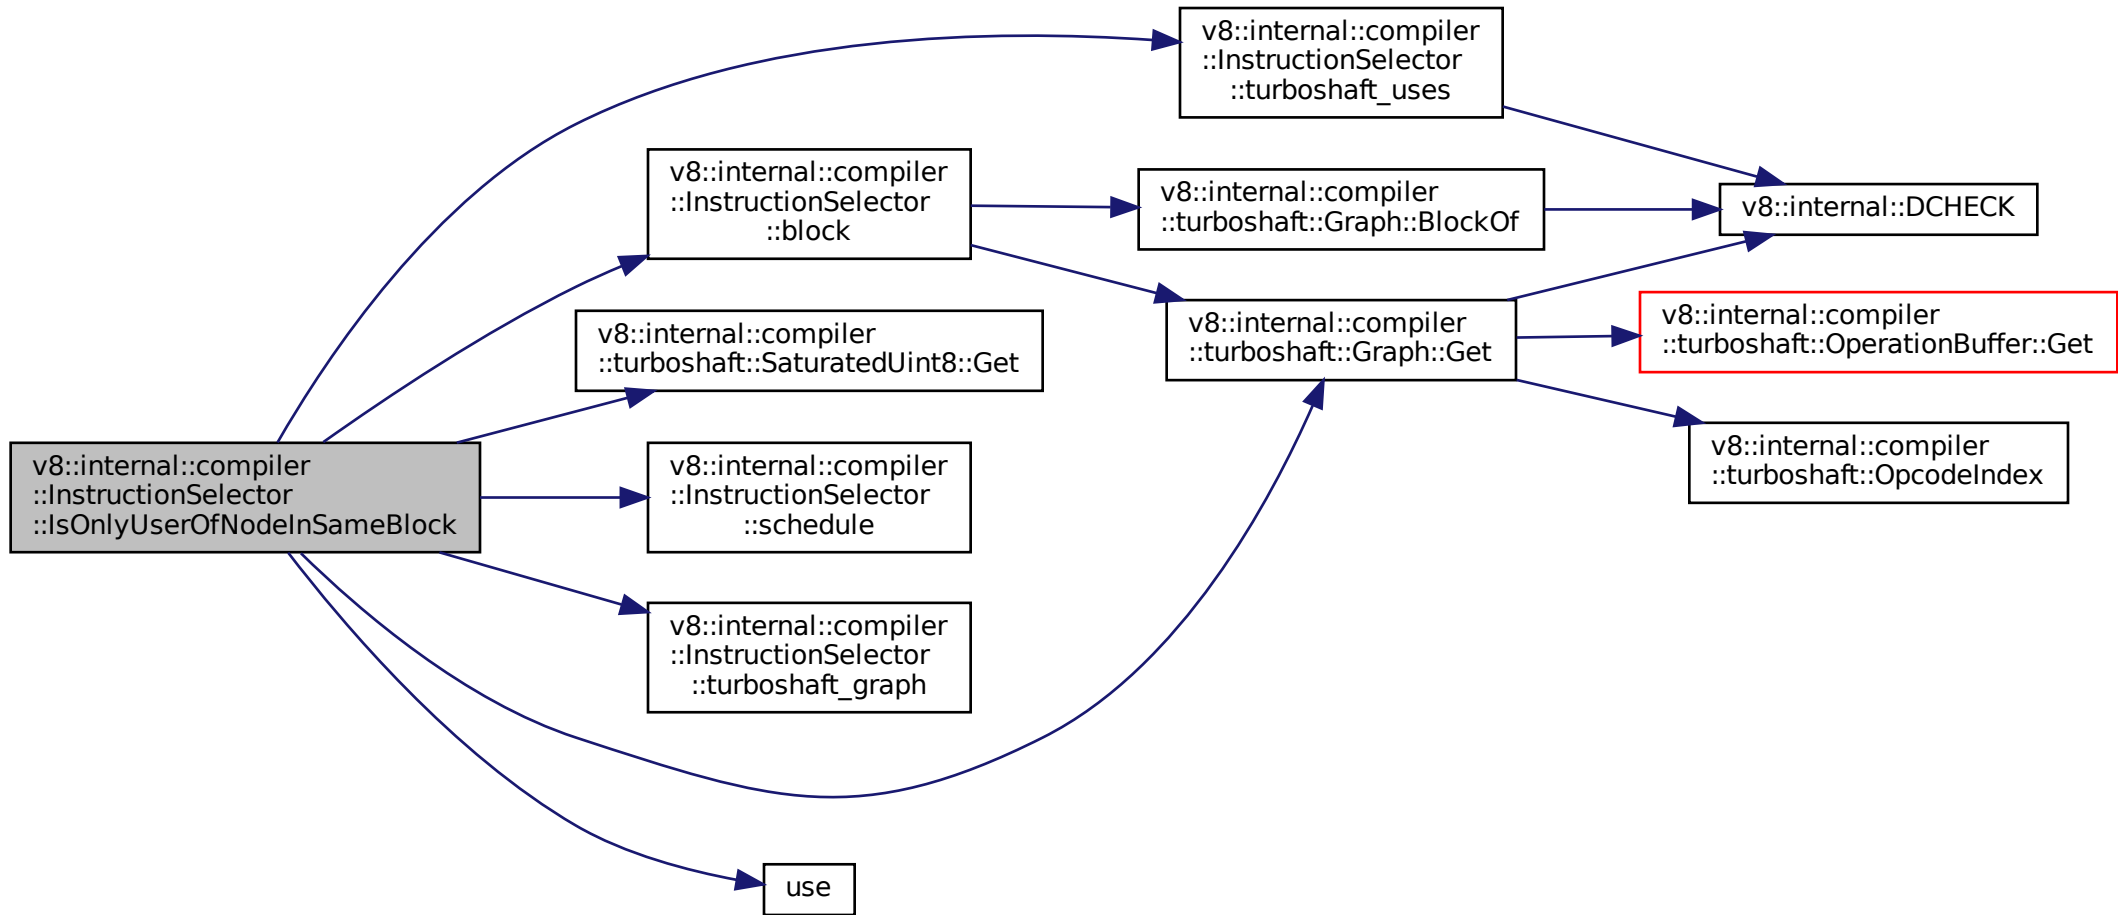 v8::internal::compiler
::InstructionSelector
::turboshaft_uses
v8::internal::compiler
::InstructionSelector
::block
v8::internal::compiler
::turboshaft::Graph::BlockOf
v8::internal::DCHECK
v8::internal::compiler
::turboshaft::SaturatedUint8::Get
v8::internal::compiler
::turboshaft::Graph::Get
v8::internal::compiler
::turboshaft::OperationBuffer::Get
v8::internal::compiler
::InstructionSelector
::IsOnlyUserOfNodeInSameBlock
v8::internal::compiler
::InstructionSelector
::schedule
v8::internal::compiler
::turboshaft::OpcodeIndex
v8::internal::compiler
::InstructionSelector
::turboshaft_graph
use